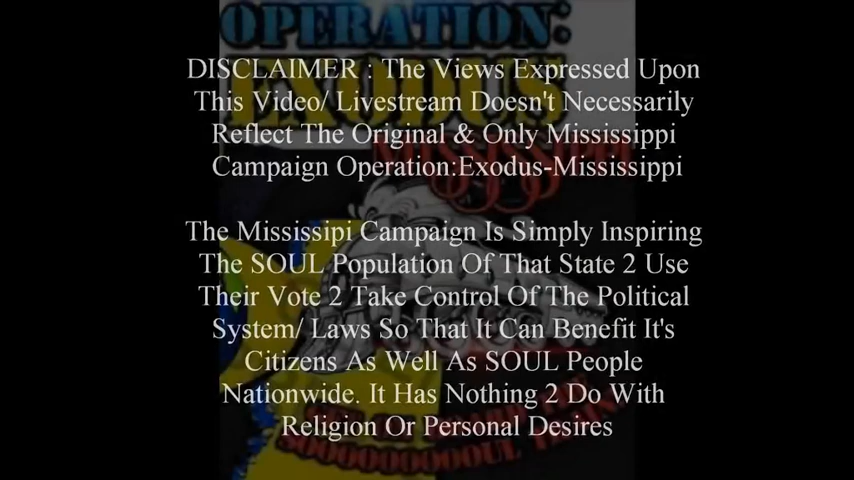 OPERATION:
EXODUS
DISCLAIMER : The Views Expressed Upon
This Video/ Livestream Doesn't Necessarily
Reflect The Original & Only Mississippi
Campaign Operation:Exodus-Mississippi
The Mississipi Campaign Is Simply Inspiring
The SOUL Population Of That State 2 Use
Their Vote 2 Take Control Of The Political
System/ Laws So That It Can Benefit It's
Citizens As Well As SOUL People
Nationwide. It Has Nothing 2 Do With
Religion Or Personal Desires